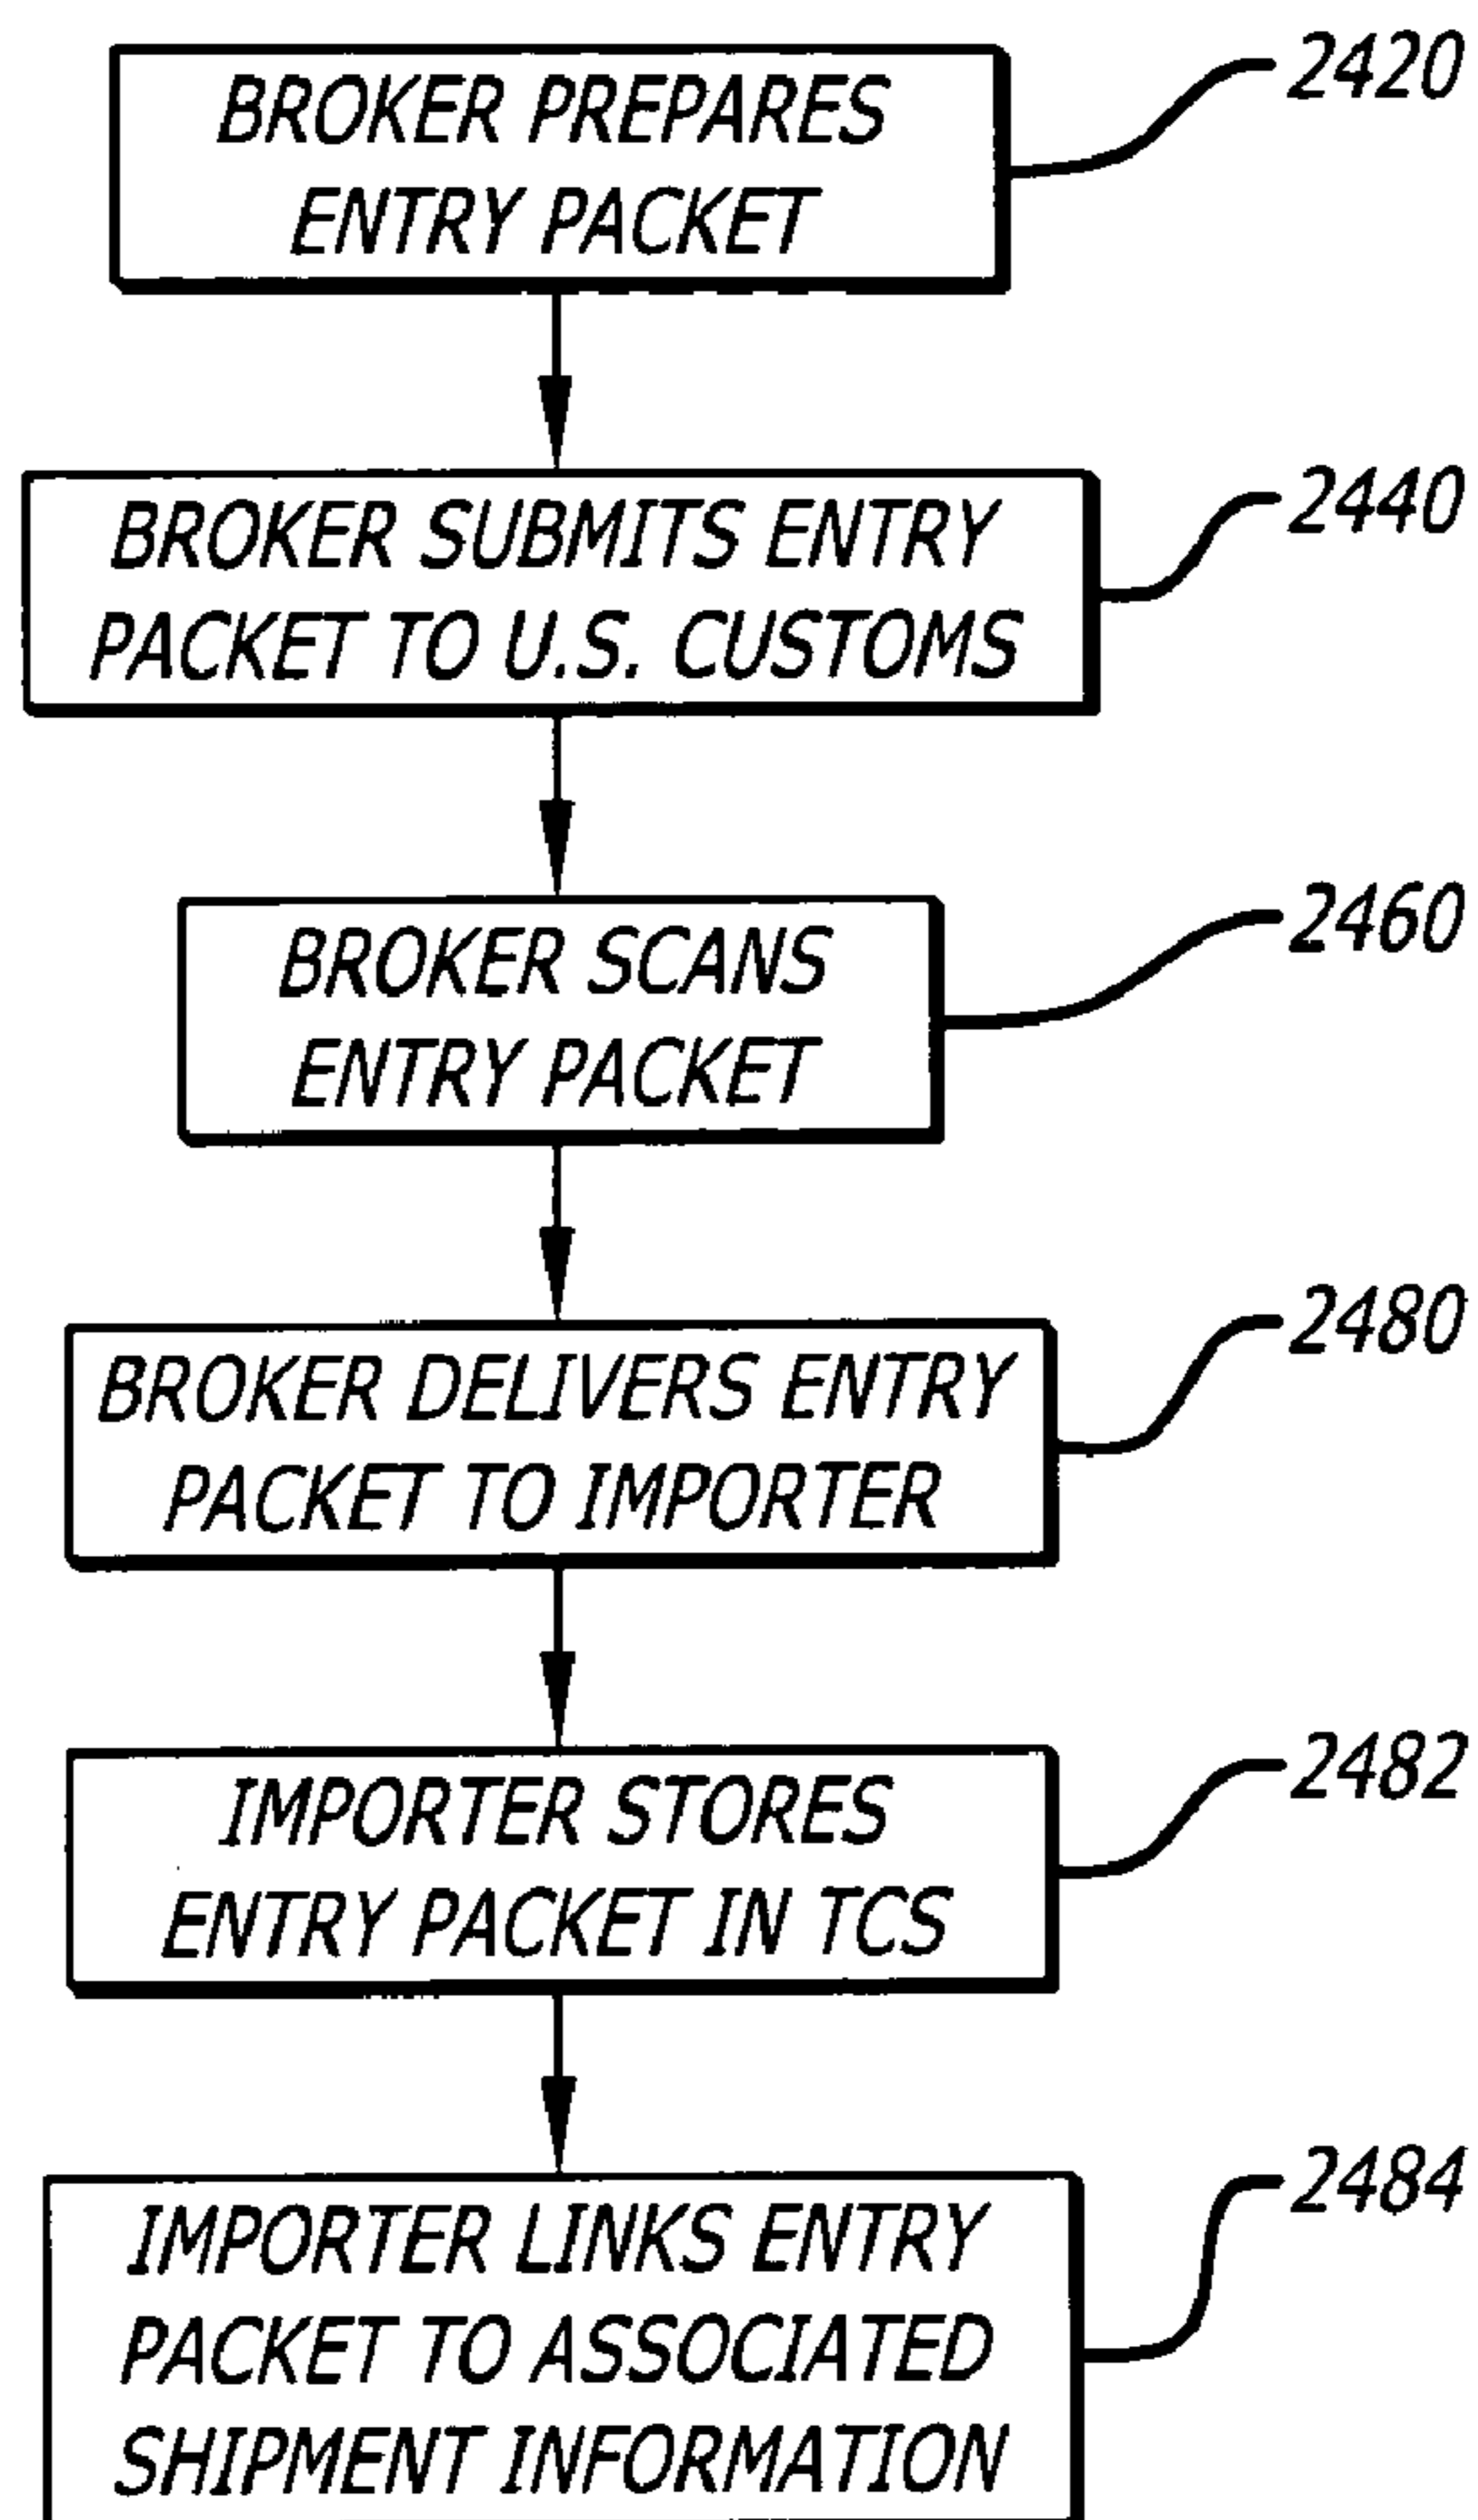 BROKER PREPARES
ENTRY PACKET
2420
BROKER SUBMITS ENTRY
PACKET TO U.S. CUSTOMS
2440
BROKER SCANS
ENTRY PACKET
2460
BROKER DELIVERS ENTRY
PACKET TO IMPORTER
2480
IMPORTER STORES
ENTRY PACKET IN TCS
2482
IMPORTER LINKS ENTRY
PACKET TO ASSOCIATED
SHIPMENT INFORMATION
2484